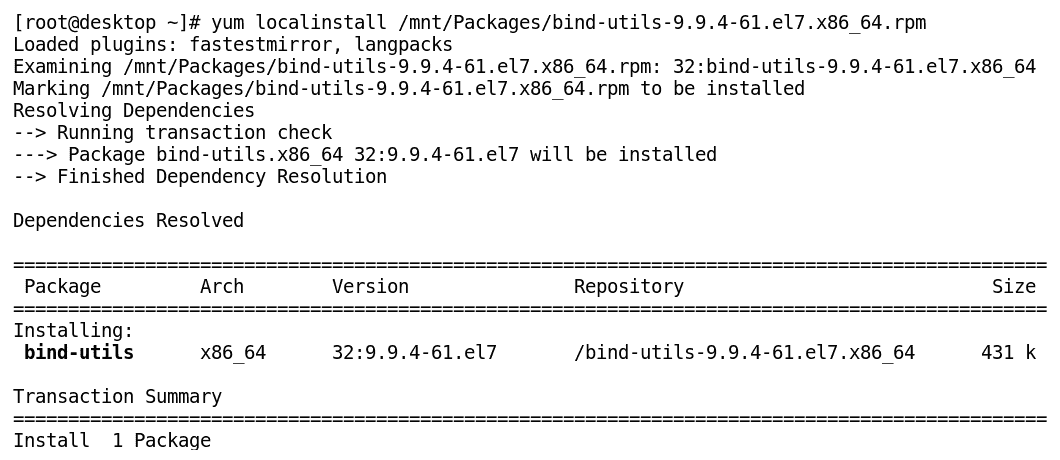 [root@desktop ~]# yum localinstall /mnt/Packages/bind-utils-9.9.4-61.el7.x86_64.rpm
Loaded plugins: fastestmirror, langpacks
Examining /mnt/Packages/bind-utils-9.9.4-61.el7.x86_64.rpm: 32:bind-utils-9.9.4-61.el7.x86_64
Marking /mnt/Packages/bind-utils-9.9.4-61.el7.x86_64.rpm to be installed
Resolving Dependencies
--> Running transaction check
---> Package bind-utils.x86_64 32:9.9.4-61.el7 will be installed
--> Finished Dependency Resolution

Dependencies Resolved

==============================================================================================
 Package         Arch        Version               Repository                            Size
==============================================================================================
Installing:
 bind-utils      x86_64      32:9.9.4-61.el7       /bind-utils-9.9.4-61.el7.x86_64      431 k

Transaction Summary
==============================================================================================
Install  1 Package